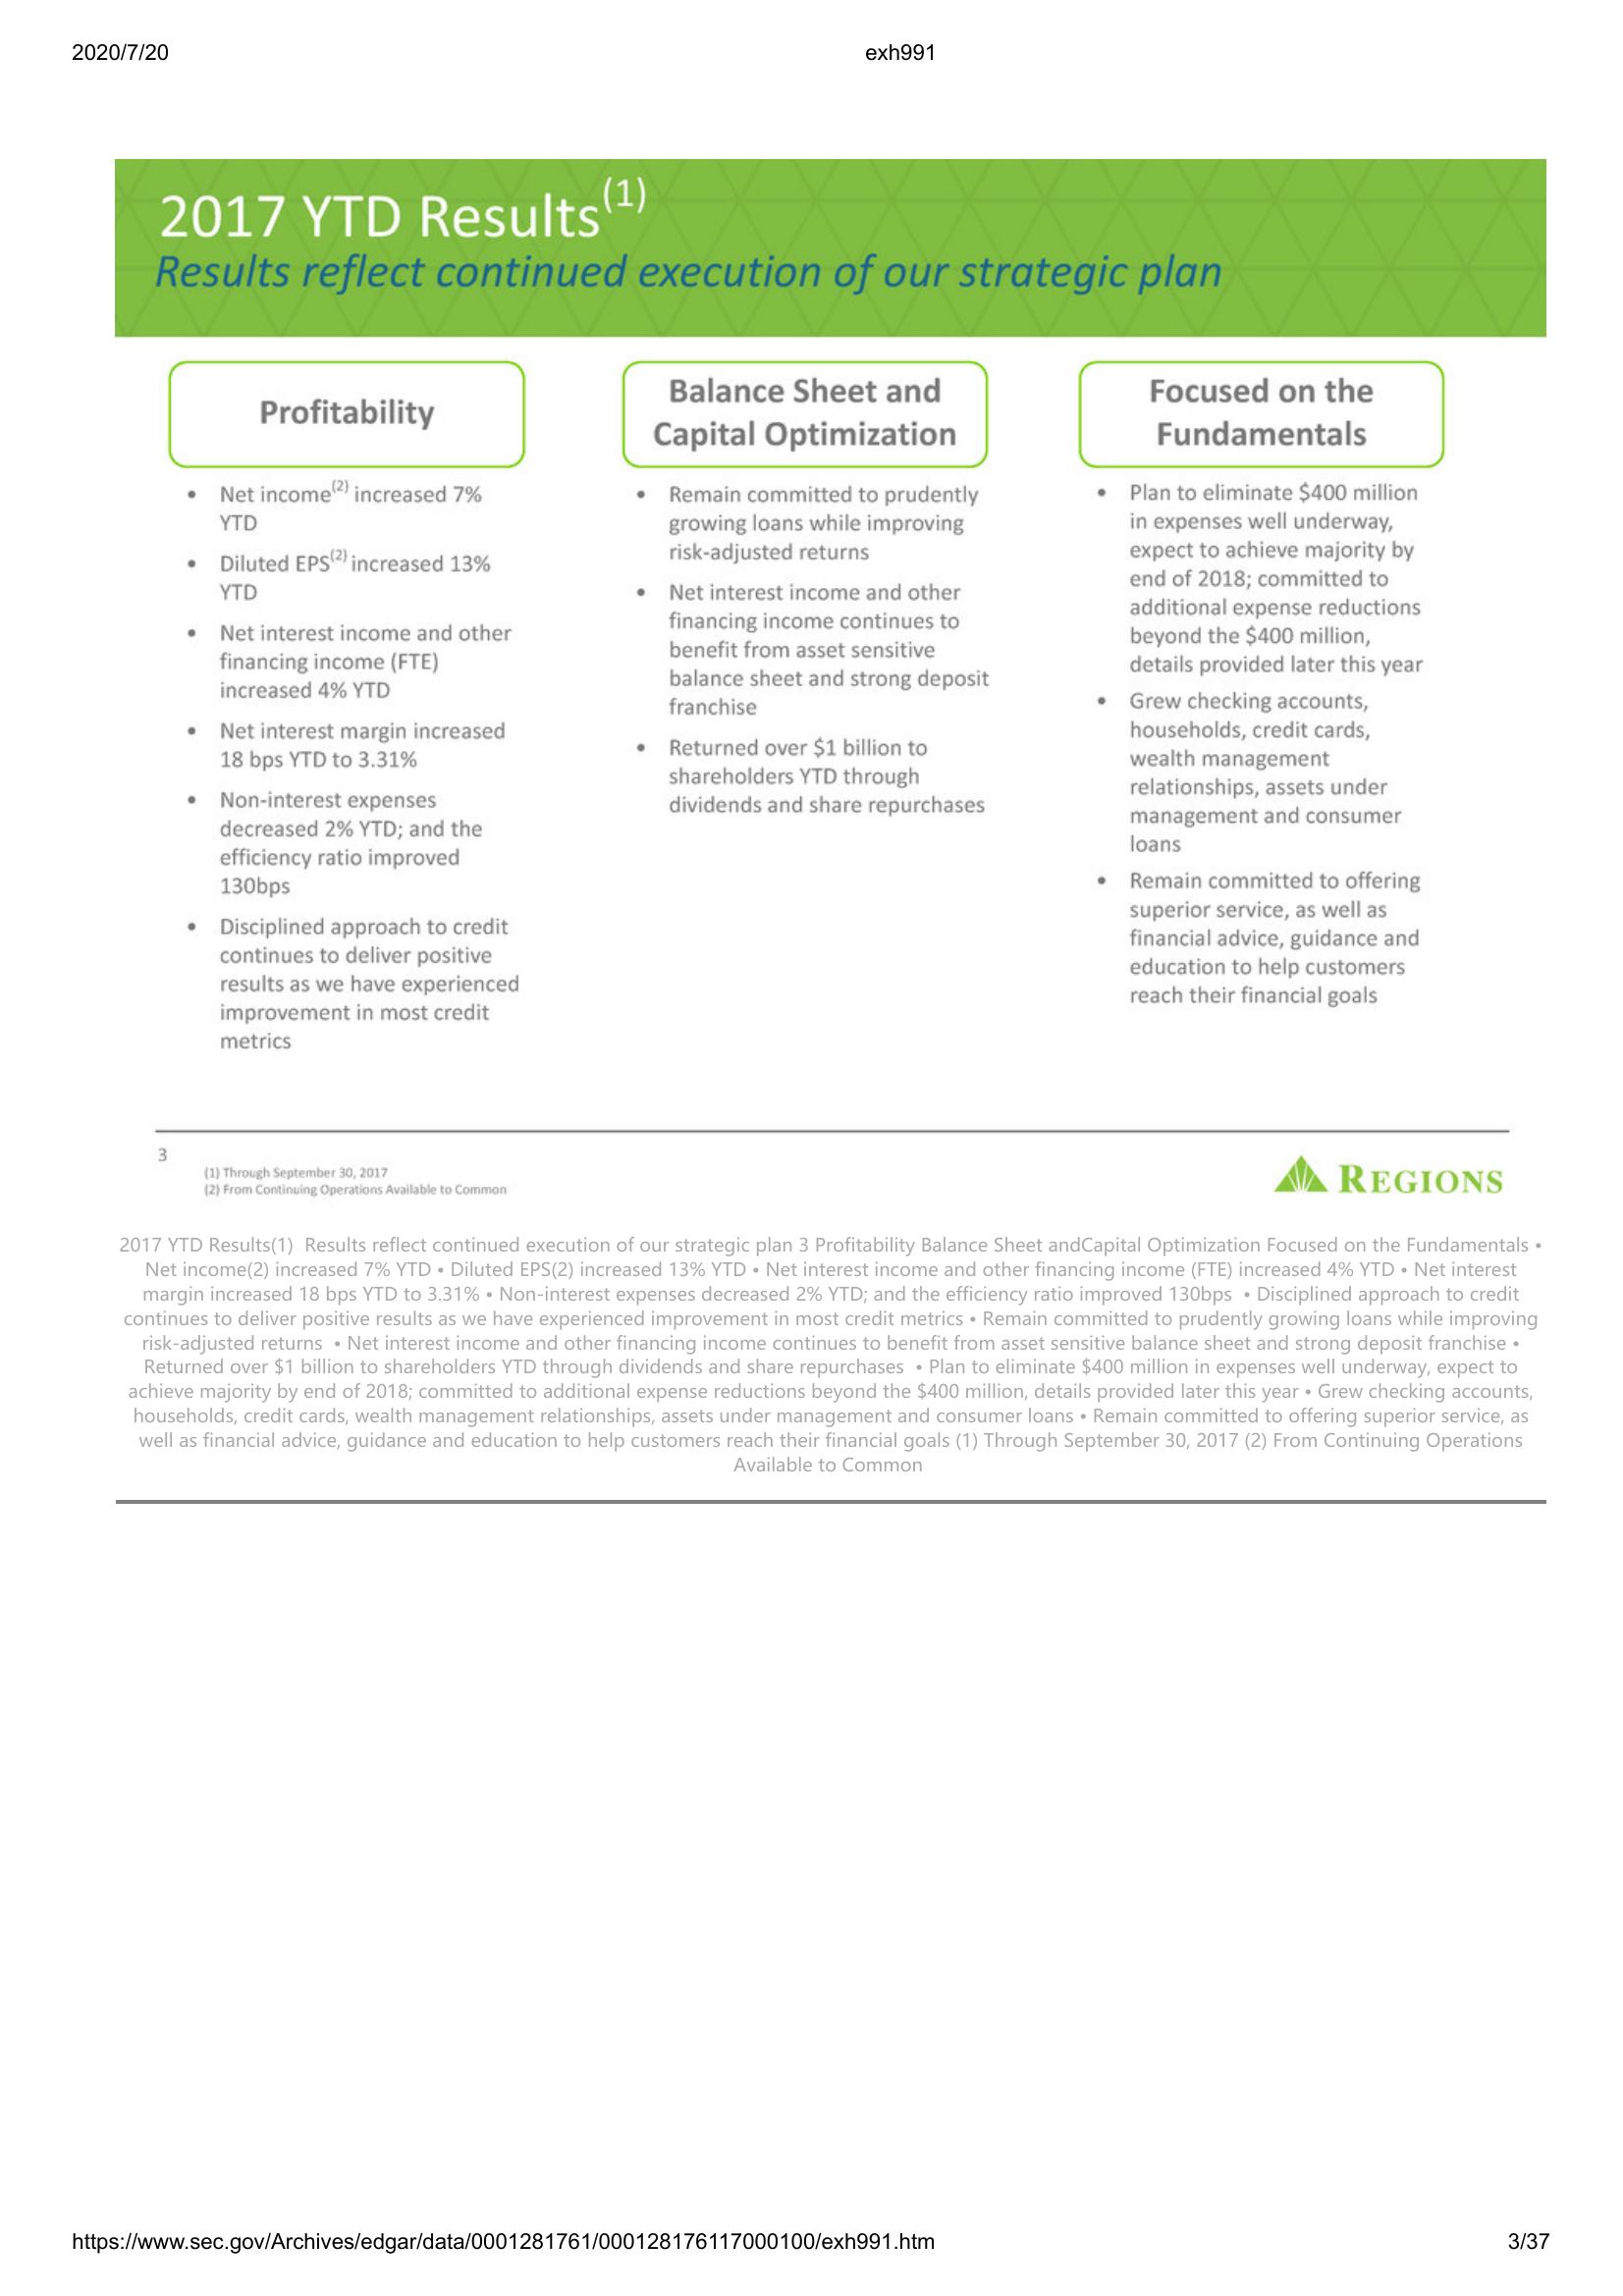 2020/7/20
exh991
2017 YTD Results(1)
Results reflect continued execution of our strategic plan
Profitability
• Net income(2) increased 7%
YTD
• Diluted EPS(2) increased 13%
YTD
• Net interest income and other
financing income (FTE)
increased 4% YTD
• Net interest margin increased
18 bps YTD to 3.31%
• Non-interest expenses
decreased 2% YTD; and the
efficiency ratio improved
130bps
• Disciplined approach to credit
continues to deliver positive
results as we have experienced
improvement in most credit
metrics
Balance Sheet and
Capital Optimization
• Remain committed to prudently
growing loans while improving
risk-adjusted returns
• Net interest income and other
financing income continues to
benefit from asset sensitive
balance sheet and strong deposit
franchise
• Returned over $1 billion to
shareholders YTD through
dividends and share repurchases
Focused on the
Fundamentals
• Plan to eliminate $400 million
in expenses well underway,
expect to achieve majority by
end of 2018; committed to
additional expense reductions
beyond the $400 million,
details provided later this year
• Grew checking accounts,
households, credit cards,
wealth management
relationships, assets under
management and consumer
loans
• Remain committed to offering
superior service, as well as
financial advice, guidance and
education to help customers
reach their financial goals
3
(1) Through September 30, 2017
(2) From Continuing Operations Available to Common
REGIONS
2017 YTD Results(1)  Results reflect continued execution of our strategic plan 3 Profitability Balance Sheet andCapital Optimization Focused on the Fundamentals •
Net income(2) increased 7% YTD • Diluted EPS(2) increased 13% YTD • Net interest income and other financing income (FTE) increased 4% YTD • Net interest
margin increased 18 bps YTD to 3.31% • Non-interest expenses decreased 2% YTD; and the efficiency ratio improved 130bps  • Disciplined approach to credit
continues to deliver positive results as we have experienced improvement in most credit metrics • Remain committed to prudently growing loans while improving
risk-adjusted returns  • Net interest income and other financing income continues to benefit from asset sensitive balance sheet and strong deposit franchise •
Returned over $1 billion to shareholders YTD through dividends and share repurchases  • Plan to eliminate $400 million in expenses well underway, expect to
achieve majority by end of 2018; committed to additional expense reductions beyond the $400 million, details provided later this year • Grew checking accounts,
households, credit cards, wealth management relationships, assets under management and consumer loans • Remain committed to offering superior service, as
well as financial advice, guidance and education to help customers reach their financial goals (1) Through September 30, 2017 (2) From Continuing Operations
Available to Common
https://www.sec.gov/Archives/edgar/data/0001281761/000128176117000100/exh991.htm
3/37